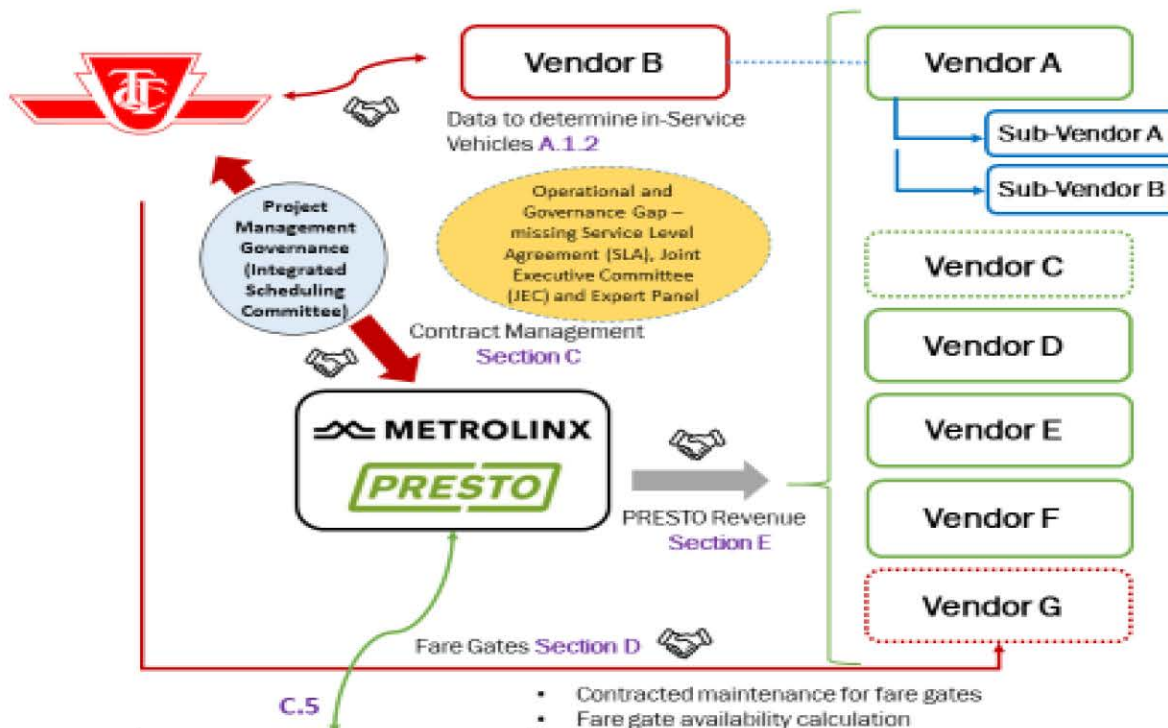 TTC
Vendor B
Data to determine in-Service
Vehicles A.1.2
Vendor A
Sub-Vendor A
Sub-Vendor B
Project
Management
Governance
(Integrated
Scheduling
Committee)
Operational and
Governance Gap –
missing Service Level
Agreement (SLA), Joint
Executive Committee
(JEC) and Expert Panel
Contract Management
Section C
Vendor C
Vendor D
Vendor E
Vendor F
Vendor G
METROLINX
PRESTO
PRESTO Revenue
Section E
Fare Gates Section D
C.5
• Contracted maintenance for fare gates
• Fare gate availability calculation